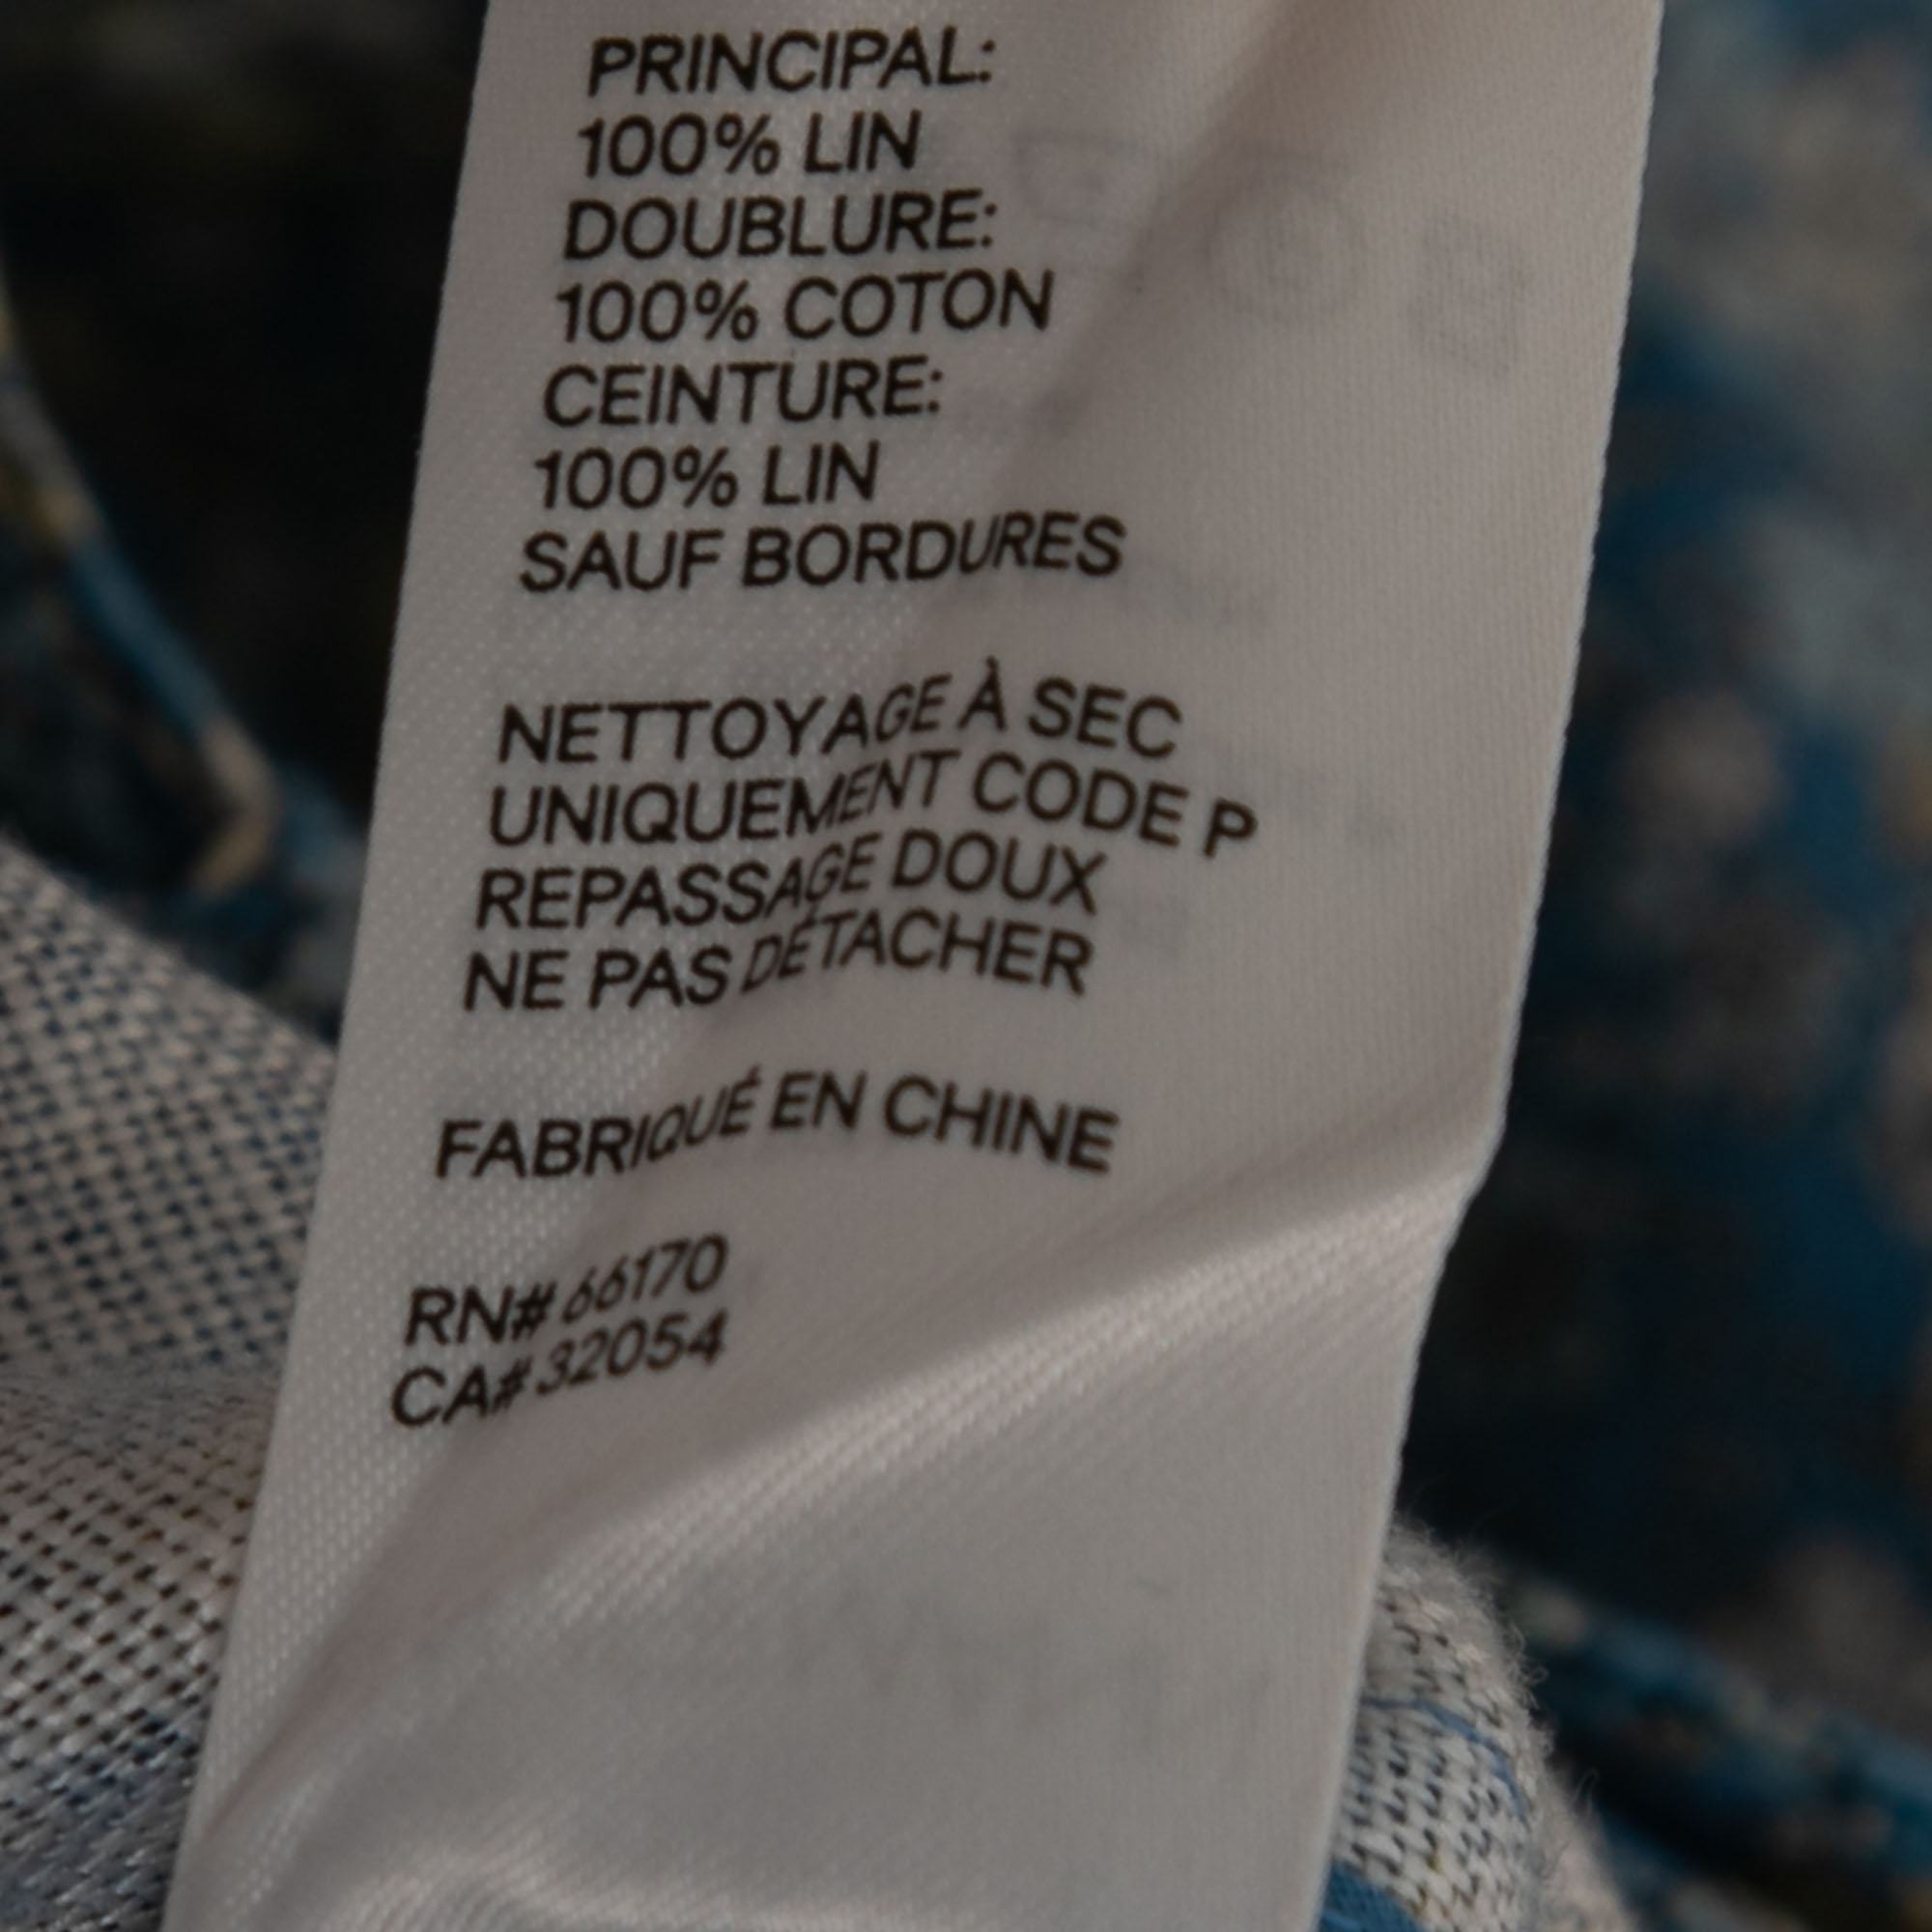 PRINCIPAL:
100% LIN
DOUBLURE:
100% COTON
CEINTURE:
100% LIN
SAUF BORDURES
NETTOYAGE À SEC
UNIQUEMENT CODE P
REPASSAGE DOUX
NE PAS DÉTACHER
FABRIQUÉ EN CHINE
RN# 66170
CA# 32054